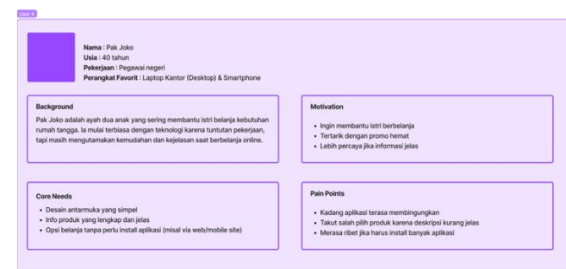 User 4
Nama : Pak Joko
Usia : 40 tahun
Pekerjaan : Pegawai negeri
Perangkat Favorit : Laptop Kantor (Desktop) & Smartphone
Background
Pak Joko adalah ayah dua anak yang sering membantu istri belanja kebutuhan
rumah tangga. Ia mulai terbiasa dengan teknologi karena tuntutan pekerjaan,
tapi masih mengutamakan kemudahan dan kejelasan saat berbelanja online.
Motivation
• Ingin membantu istri berbelanja
• Tertarik dengan promo hemat
• Lebih percaya jika informasi jelas
Core Needs
• Desain antarmuka yang simpel
• Info produk yang lengkap dan jelas
• Opsi belanja tanpa perlu install aplikasi (misal via web/mobile site)
Pain Points
• Kadang aplikasi terasa membingungkan
• Takut salah pilih produk karena deskripsi kurang jelas
• Merasa ribet jika harus install banyak aplikasi